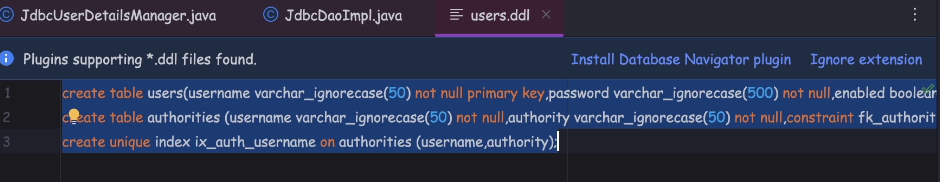 JdbcUserDetailsManager.java JdbcDaoImpl.java users.ddl
Plugins supporting *.ddl files found. Install Database Navigator plugin Ignore extension
1 create table users(username varchar_ignorecase(50) not null primary key,password varchar_ignorecase(500) not null,enabled boolean
2 create table authorities (username varchar_ignorecase(50) not null,authority varchar_ignorecase(50) not null,constraint fk_authorit
3 create unique index ix_auth_username on authorities (username,authority);